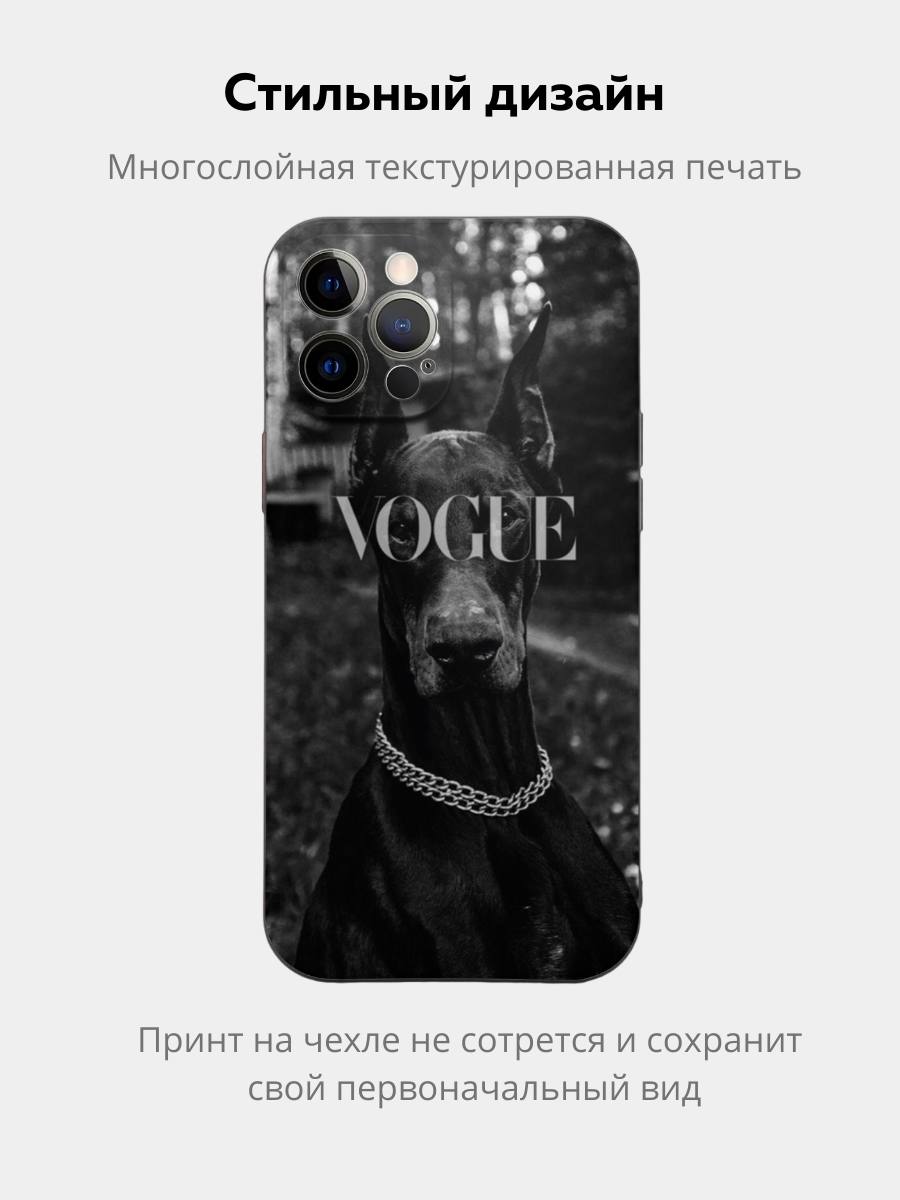 Стильный дизайн
Многослойная текстурированная печать
VOGUE
Принт на чехле не сотрется и сохранит
свой первоначальный вид